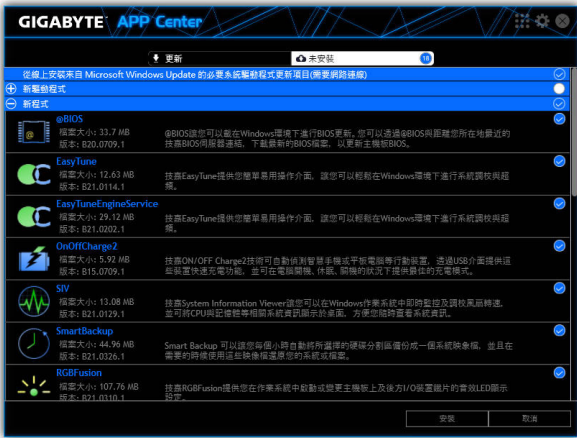 GIGABYTE™ APP Center
更新
未安裝 18
從線上安裝來自 Microsoft Windows Update 的必要系統驅動程式更新項目(需要網路連線)
新驅動程式
新程式
@BIOS
檔案大小: 33.7 MB
版本: B20.0709.1
@BIOS讓您可以載在Windows環境下進行BIOS更新。您可以透過@BIOS與距離您所在地最近的
技嘉BIOS伺服器連結，下載最新的BIOS檔案，以更新主機板BIOS。
EasyTune
檔案大小: 12.63 MB
版本: B21.0114.1
技嘉EasyTune提供您簡單易用操作介面，讓您可以輕鬆在Windows環境下進行系統調校與超
頻。
EasyTuneEngineService
檔案大小: 29.12 MB
版本: B21.0202.1
技嘉EasyTune提供您簡單易用操作介面，讓您可以輕鬆在Windows環境下進行系統調校與超
頻。
OnOffCharge2
檔案大小: 5.92 MB
版本: B15.0709.1
技嘉ON/OFF Charge2技術可自動偵測智慧手機或平板電腦等行動裝置，透過USB介面提供這
些裝置快速充電功能，並可在電腦開機、休眠、關機的狀況下提供最佳的充電模式。
SIV
檔案大小: 13.08 MB
版本: B21.0129.1
技嘉System Information Viewer讓您可以在Windows作業系統中即時監控及調校風扇轉速，
並可將CPU與記憶體等相關系統資訊顯示於桌面，方便您隨時查看系統資訊。
SmartBackup
檔案大小: 44.96 MB
版本: B21.0326.1
Smart Backup 可以讓您每個小時自動將所選擇的硬碟分割區備份成一個系統映像檔，並且在
需要的時候使用這些映像檔還原您的系統或檔案。
RGBFusion
檔案大小: 107.76 MB
版本: B21.0310.1
技嘉RGBFusion提供您在作業系統中啟動或變更主機板上及後方I/O裝置鐵片的音效LED顯示
設定。
安裝
取消